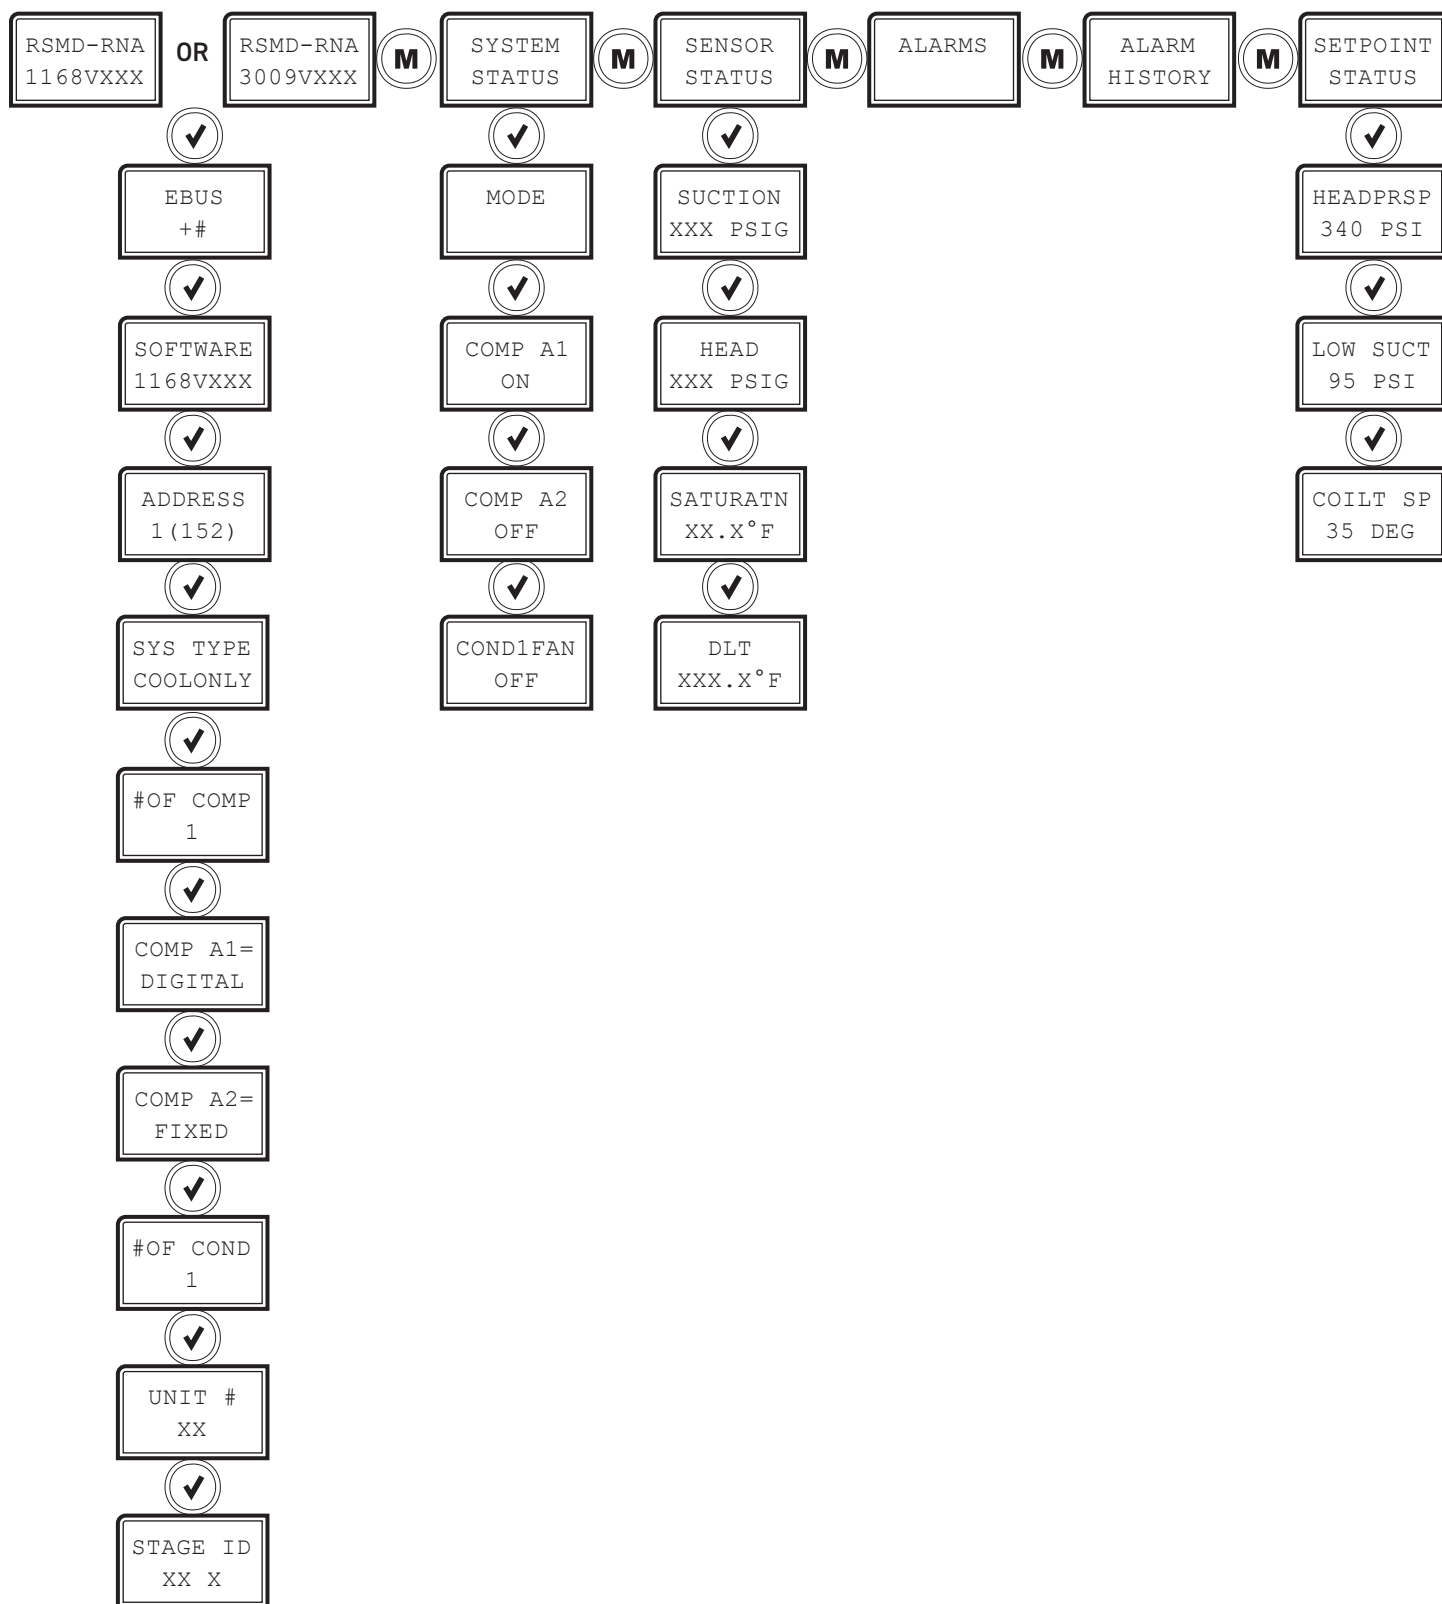 RSMD-RNA
1168VXXX
OR
RSMD-RNA
3009VXXX
M
SYSTEM
STATUS
M
SENSOR
STATUS
M
ALARMS
M
ALARM
HISTORY
M
SETPOINT
STATUS
EBUS
+#
SOFTWARE
1168VXXX
ADDRESS
1(152)
SYS TYPE
COOLONLY
#OF COMP
1
COMP A1=
DIGITAL
COMP A2=
FIXED
#OF COND
1
UNIT #
XX
STAGE ID
XX X
MODE
COMP A1
ON
COMP A2
OFF
COND1FAN
OFF
SUCTION
XXX PSIG
HEAD
XXX PSIG
SATURATN
XX.X°F
DLT
XXX.X°F
HEADPRSP
340 PSI
LOW SUCT
95 PSI
COILT SP
35 DEG